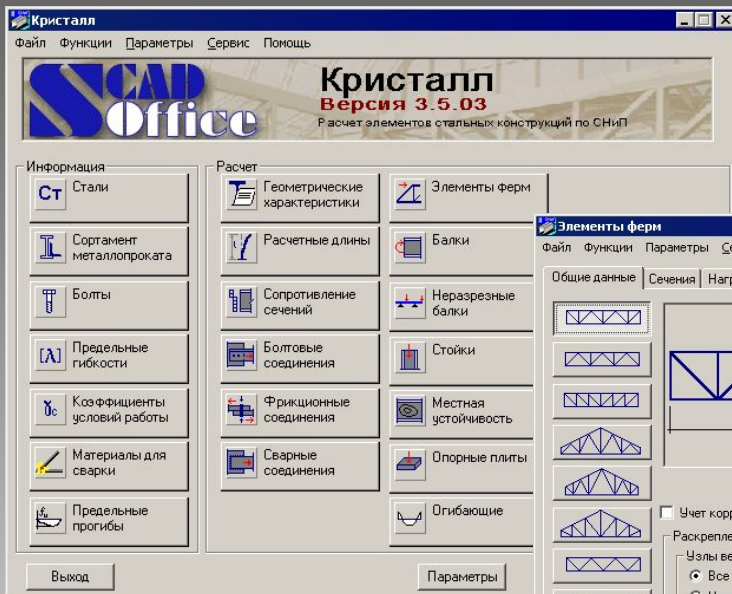 Кристалл
Файл Функции Параметры Сервис Помощь
SCAD
Office
Кристалл
Версия 3.5.03
Расчет элементов стальных конструкций по СНиП
Информация
Ст Стали
Сортамент
металлопроката
Болты
[λ] Предельные
гибкости
γc Коэффициенты
условий работы
Материалы для
сварки
Предельные
прогибы
Выход
Расчет
Геометрические
характеристики
Расчетные длины
Сопротивление
сечений
Болтовые
соединения
Фрикционные
соединения
Сварные
соединения
Элементы ферм
Балки
Неразрезные
балки
Стойки
Местная
устойчивость
Опорные плиты
Огибающие
Параметры
Элементы ферм
Файл Функции Параметры
Общие данные Сечения
Учет
Все